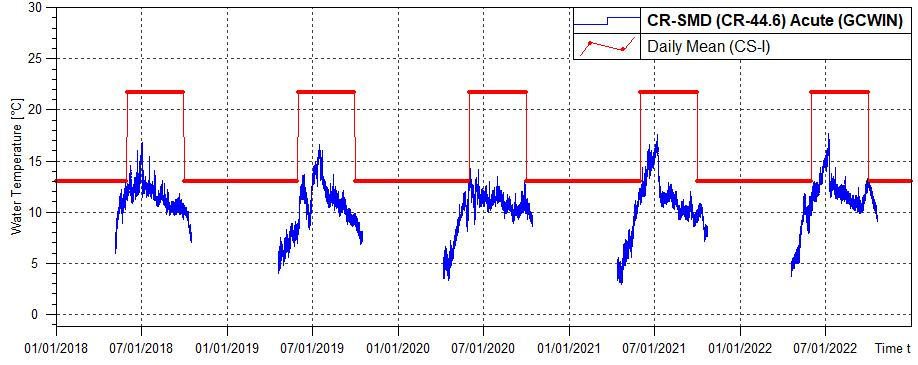 30
CR-SMD (CR-44.6) Acute (GCWIN)
Daily Mean (CS-I)
25
20
15
10
5
0
Water Temperature [°C]
01/01/2018 07/01/2018 01/01/2019 07/01/2019 01/01/2020 07/01/2020 01/01/2021 07/01/2021 01/01/2022 07/01/2022 Time t